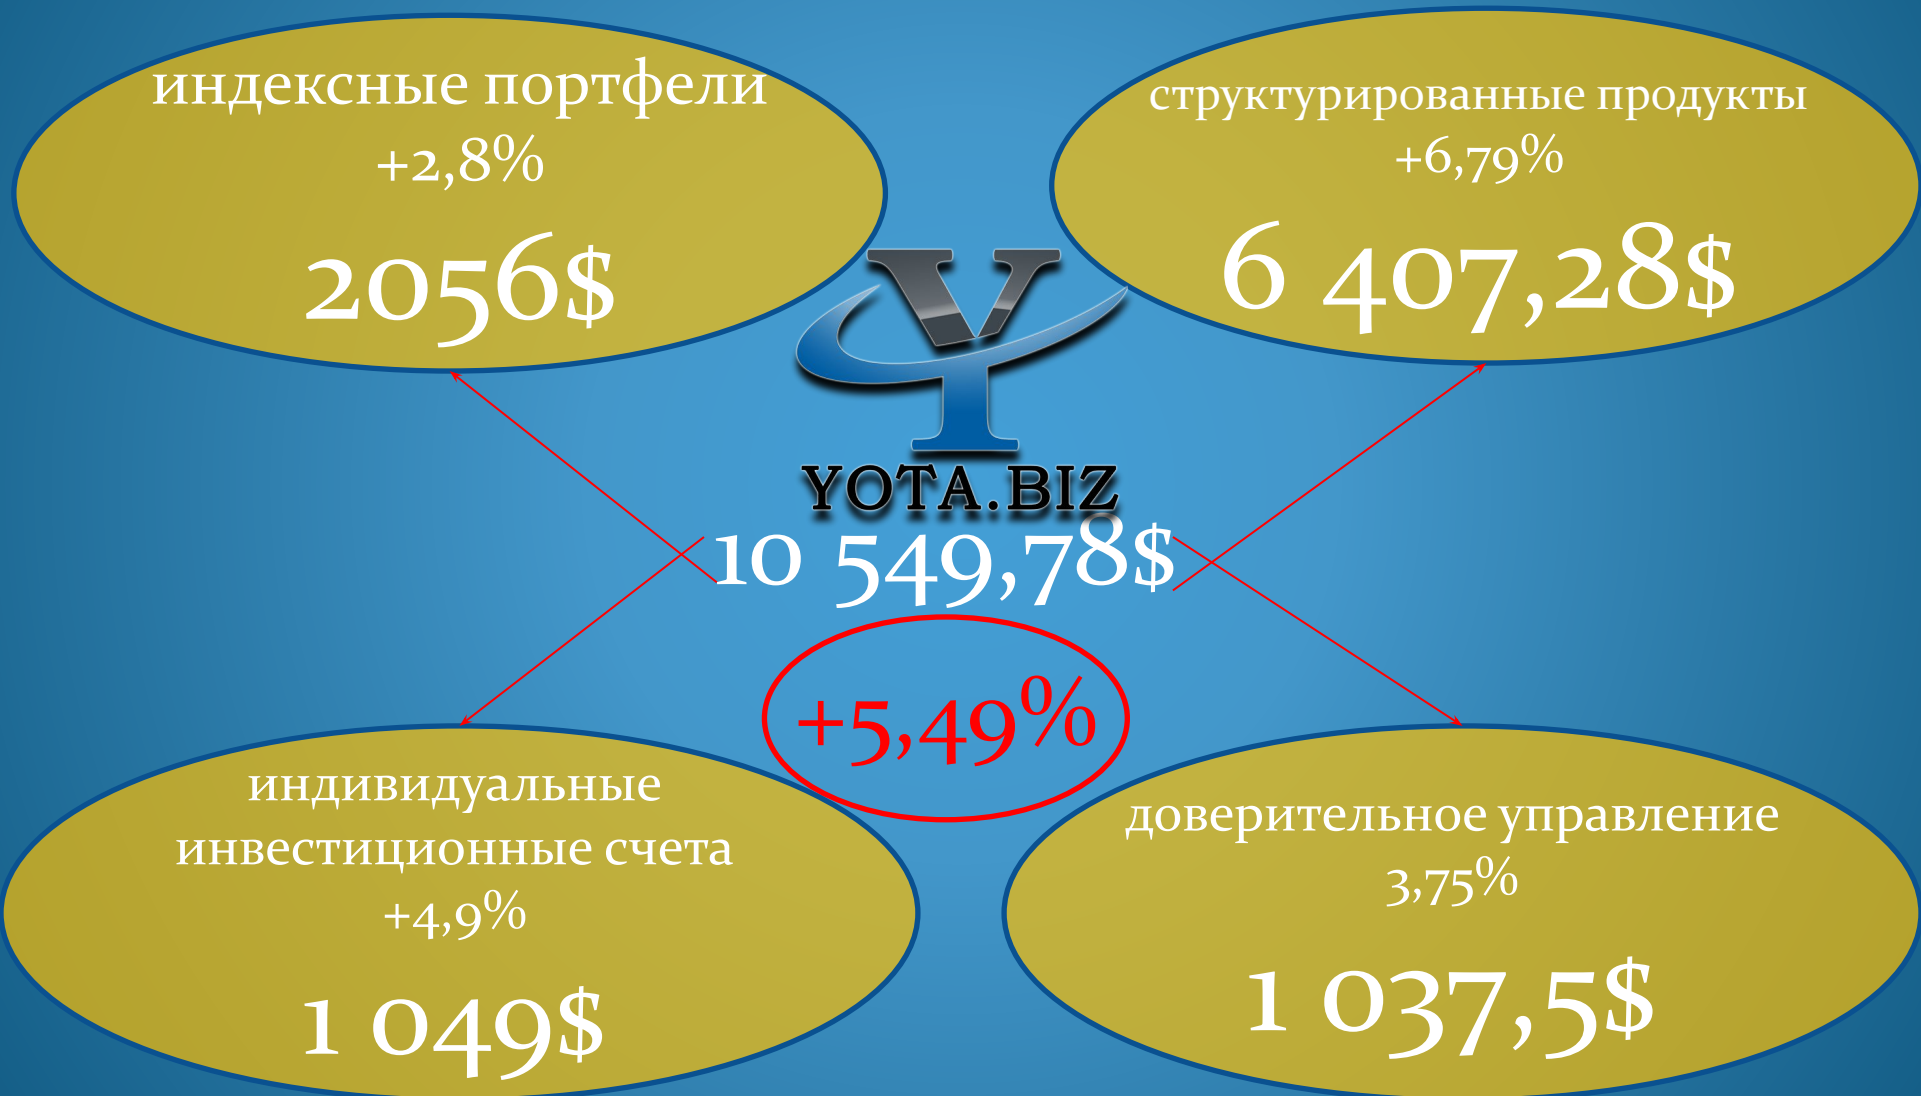 индексные портфели
+2,8%
2056$
структурированные продукты
+6,79%
6 407,28$
YOTA.BIZ
10 549,78$
+5,49%
индивидуальные
инвестиционные счета
+4,9%
1 049$
доверительное управление
3,75%
1 037,5$